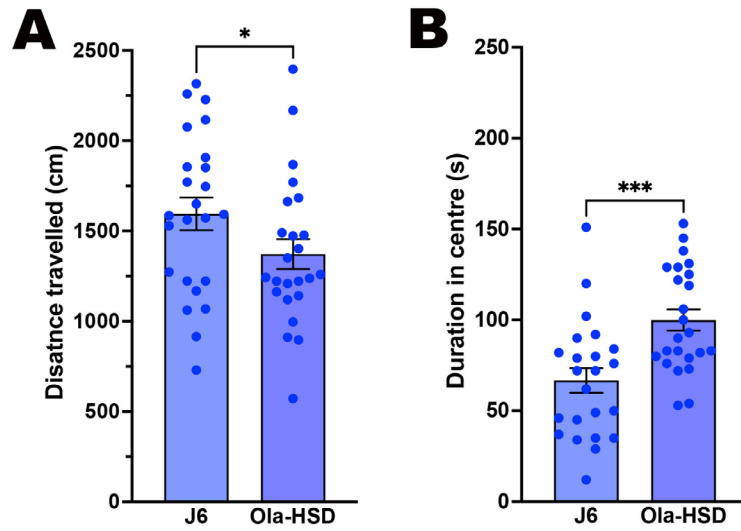 A
Disatnce travelled (cm)
2500
2000
1500
1000
500
0
*
J6
Ola-HSD
B
Duration in centre (s)
250
200
150
100
50
0
***
J6
Ola-HSD